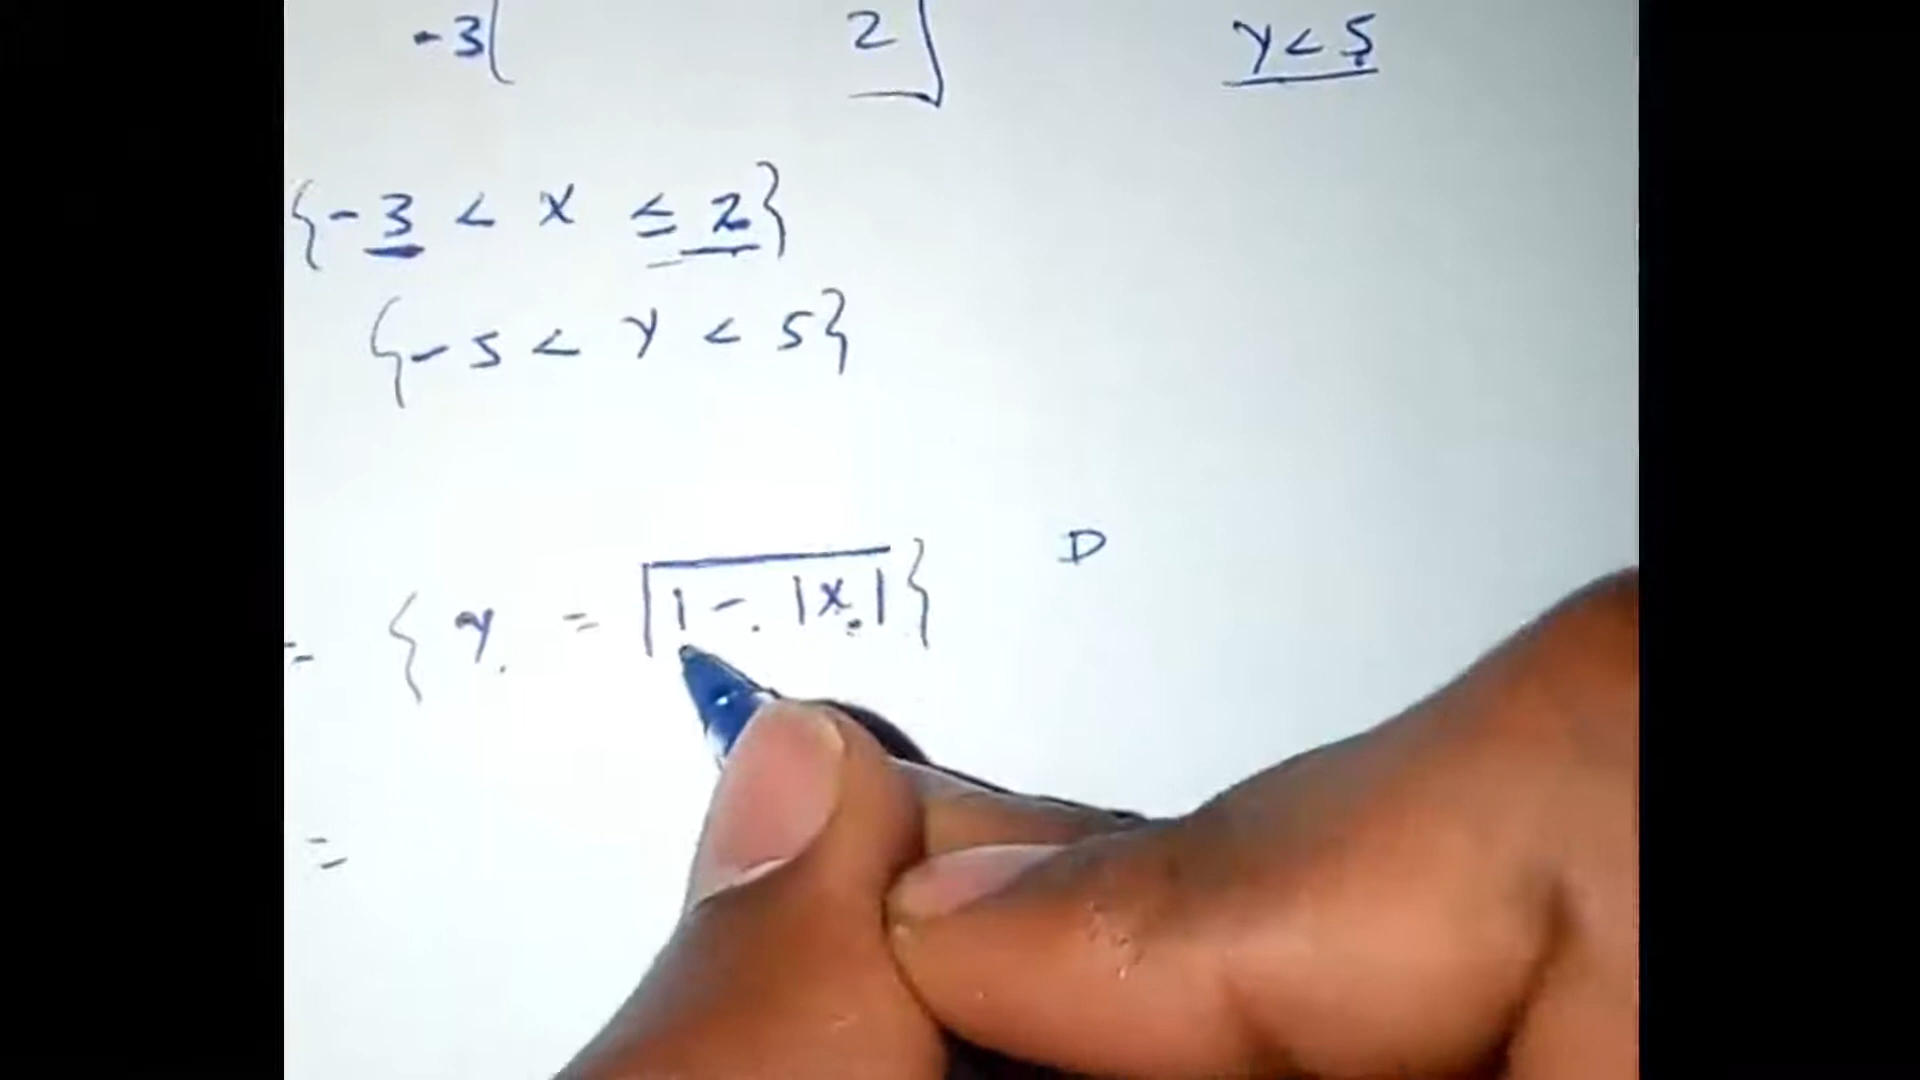 -3( 2] y<5
{-3 < x ≤ 2}
{-5 < y < 5}
= { y = √1-|x| } D
=